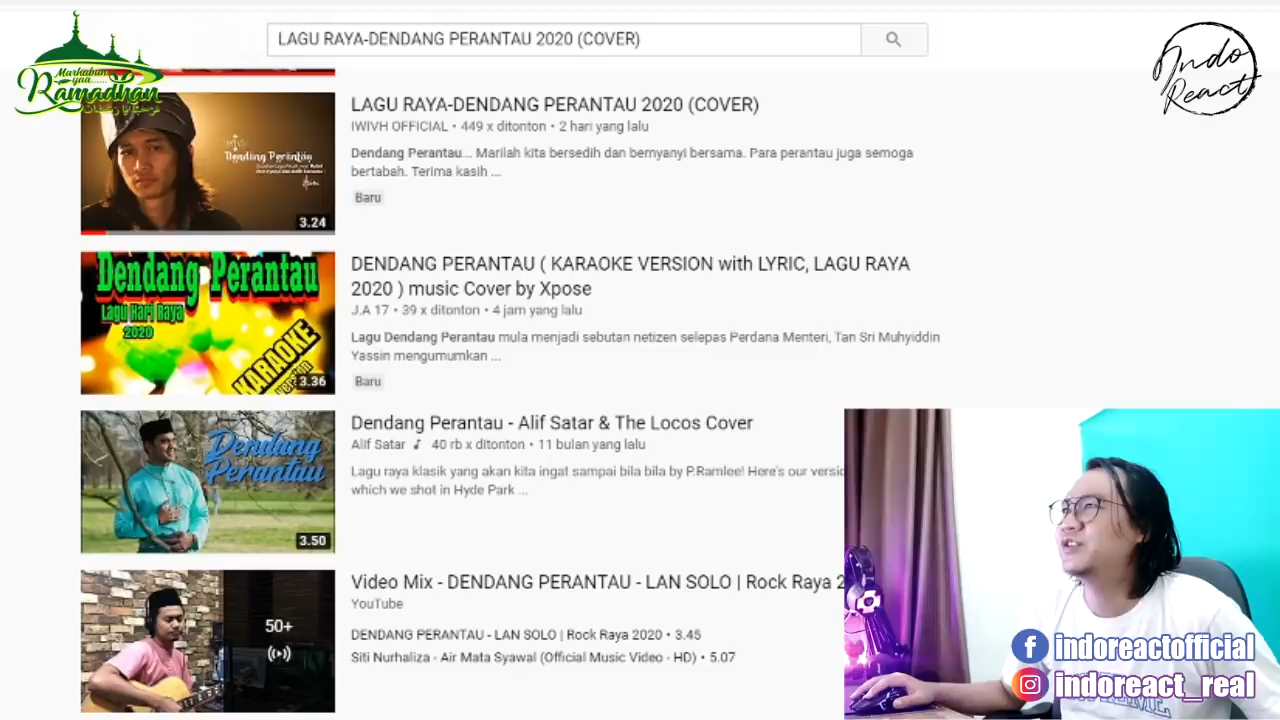 LAGU RAYA-DENDANG PERANTAU 2020 (COVER)
Marhaban
yaa......
Ramadhan
مرحبا يا رمضان
Indo
React
Dendang Perantau
3.24
LAGU RAYA-DENDANG PERANTAU 2020 (COVER)
IWIVH OFFICIAL • 449 x ditonton • 2 hari yang lalu
Dendang Perantau... Marilah kita bersedih dan bernyanyi bersama. Para perantau juga semoga
bertabah. Terima kasih ...
Baru
Dendang Perantau
Lagu Hari Raya
2020
KARAOKE
version
3.36
DENDANG PERANTAU ( KARAOKE VERSION with LYRIC, LAGU RAYA
2020 ) music Cover by Xpose
J.A 17 • 39 x ditonton • 4 jam yang lalu
Lagu Dendang Perantau mula menjadi sebutan netizen selepas Perdana Menteri, Tan Sri Muhyiddin
Yassin mengumumkan ...
Baru
Dendang
Perantau
3.50
Dendang Perantau - Alif Satar & The Locos Cover
Alif Satar ♪ 40 rb x ditonton • 11 bulan yang lalu
Lagu raya klasik yang akan kita ingat sampai bila bila by P.Ramlee! Here's our versio
which we shot in Hyde Park ...
50+
Video Mix - DENDANG PERANTAU - LAN SOLO | Rock Raya 2
YouTube
DENDANG PERANTAU - LAN SOLO | Rock Raya 2020 • 3.45
Siti Nurhaliza - Air Mata Syawal (Official Music Video - HD) • 5.07
indoreactofficial
indoreact_real